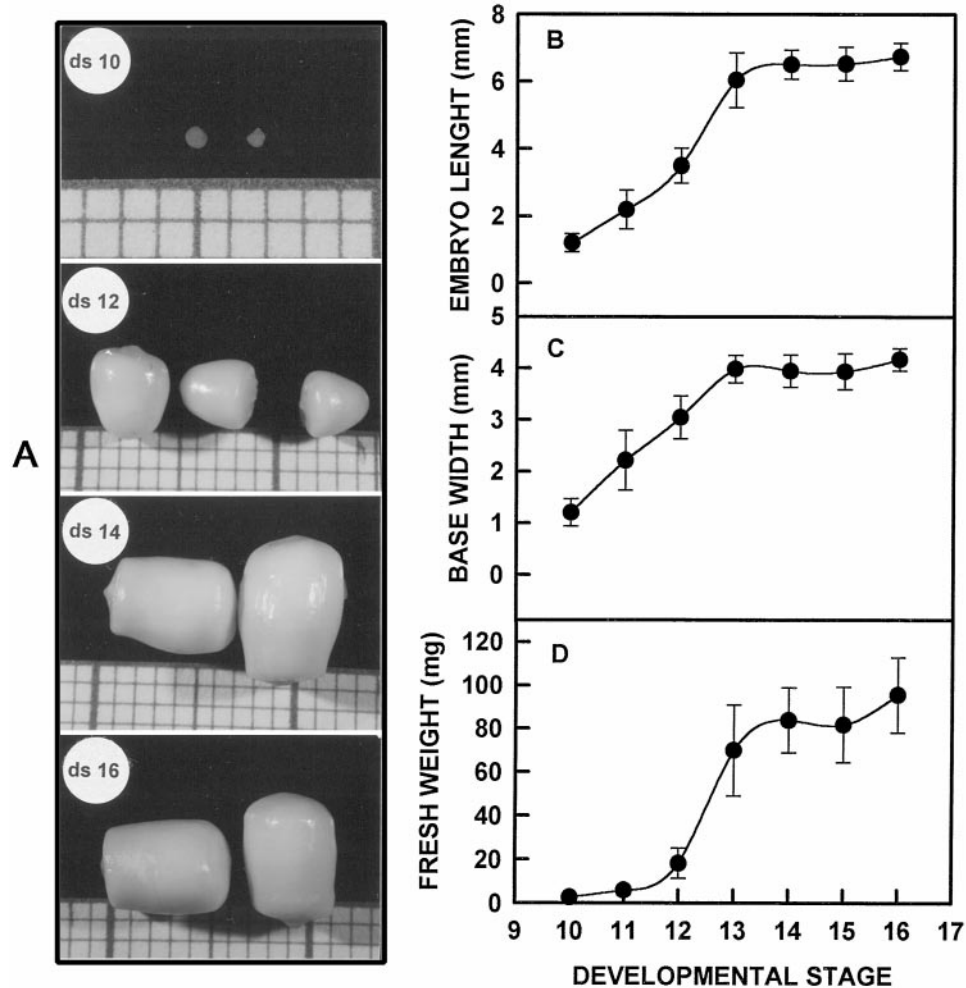 A
ds 10
ds 12
ds 14
ds 16
B
EMBRYO LENGHT (mm)
8
6
4
2
0
C
BASE WIDTH (mm)
5
4
3
2
1
0
D
FRESH WEIGHT (mg)
120
100
80
60
40
20
0
9 10 11 12 13 14 15 16 17
DEVELOPMENTAL STAGE